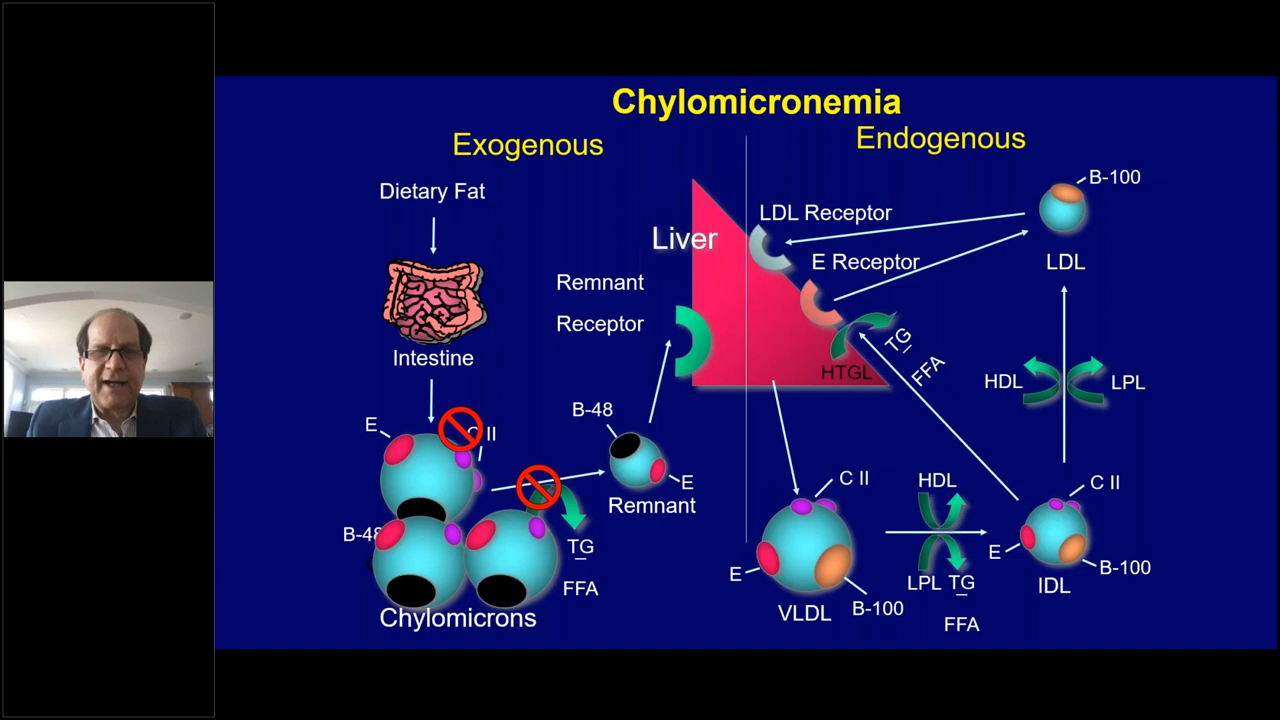 Chylomicronemia
Exogenous
Endogenous
Dietary Fat
Intestine
E
C II
B-48
Chylomicrons
TG
FFA
B-48
E
Remnant
Remnant
Receptor
Liver
LDL Receptor
E Receptor
HTGL
TG
FFA
B-100
LDL
HDL
LPL
C II
E
B-100
VLDL
HDL
LPL TG
FFA
C II
E
B-100
IDL